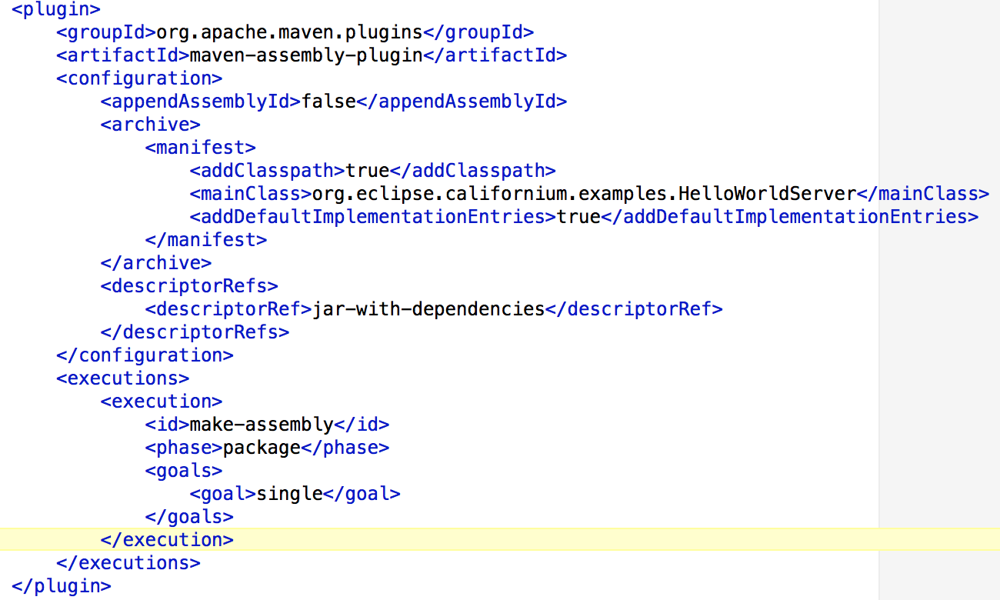 <plugin>
    <groupId>org.apache.maven.plugins</groupId>
    <artifactId>maven-assembly-plugin</artifactId>
    <configuration>
        <appendAssemblyId>false</appendAssemblyId>
        <archive>
            <manifest>
                <addClasspath>true</addClasspath>
                <mainClass>org.eclipse.californium.examples.HelloWorldServer</mainClass>
                <addDefaultImplementationEntries>true</addDefaultImplementationEntries>
            </manifest>
        </archive>
        <descriptorRefs>
            <descriptorRef>jar-with-dependencies</descriptorRef>
        </descriptorRefs>
    </configuration>
    <executions>
        <execution>
            <id>make-assembly</id>
            <phase>package</phase>
            <goals>
                <goal>single</goal>
            </goals>
        </execution>
    </executions>
</plugin>